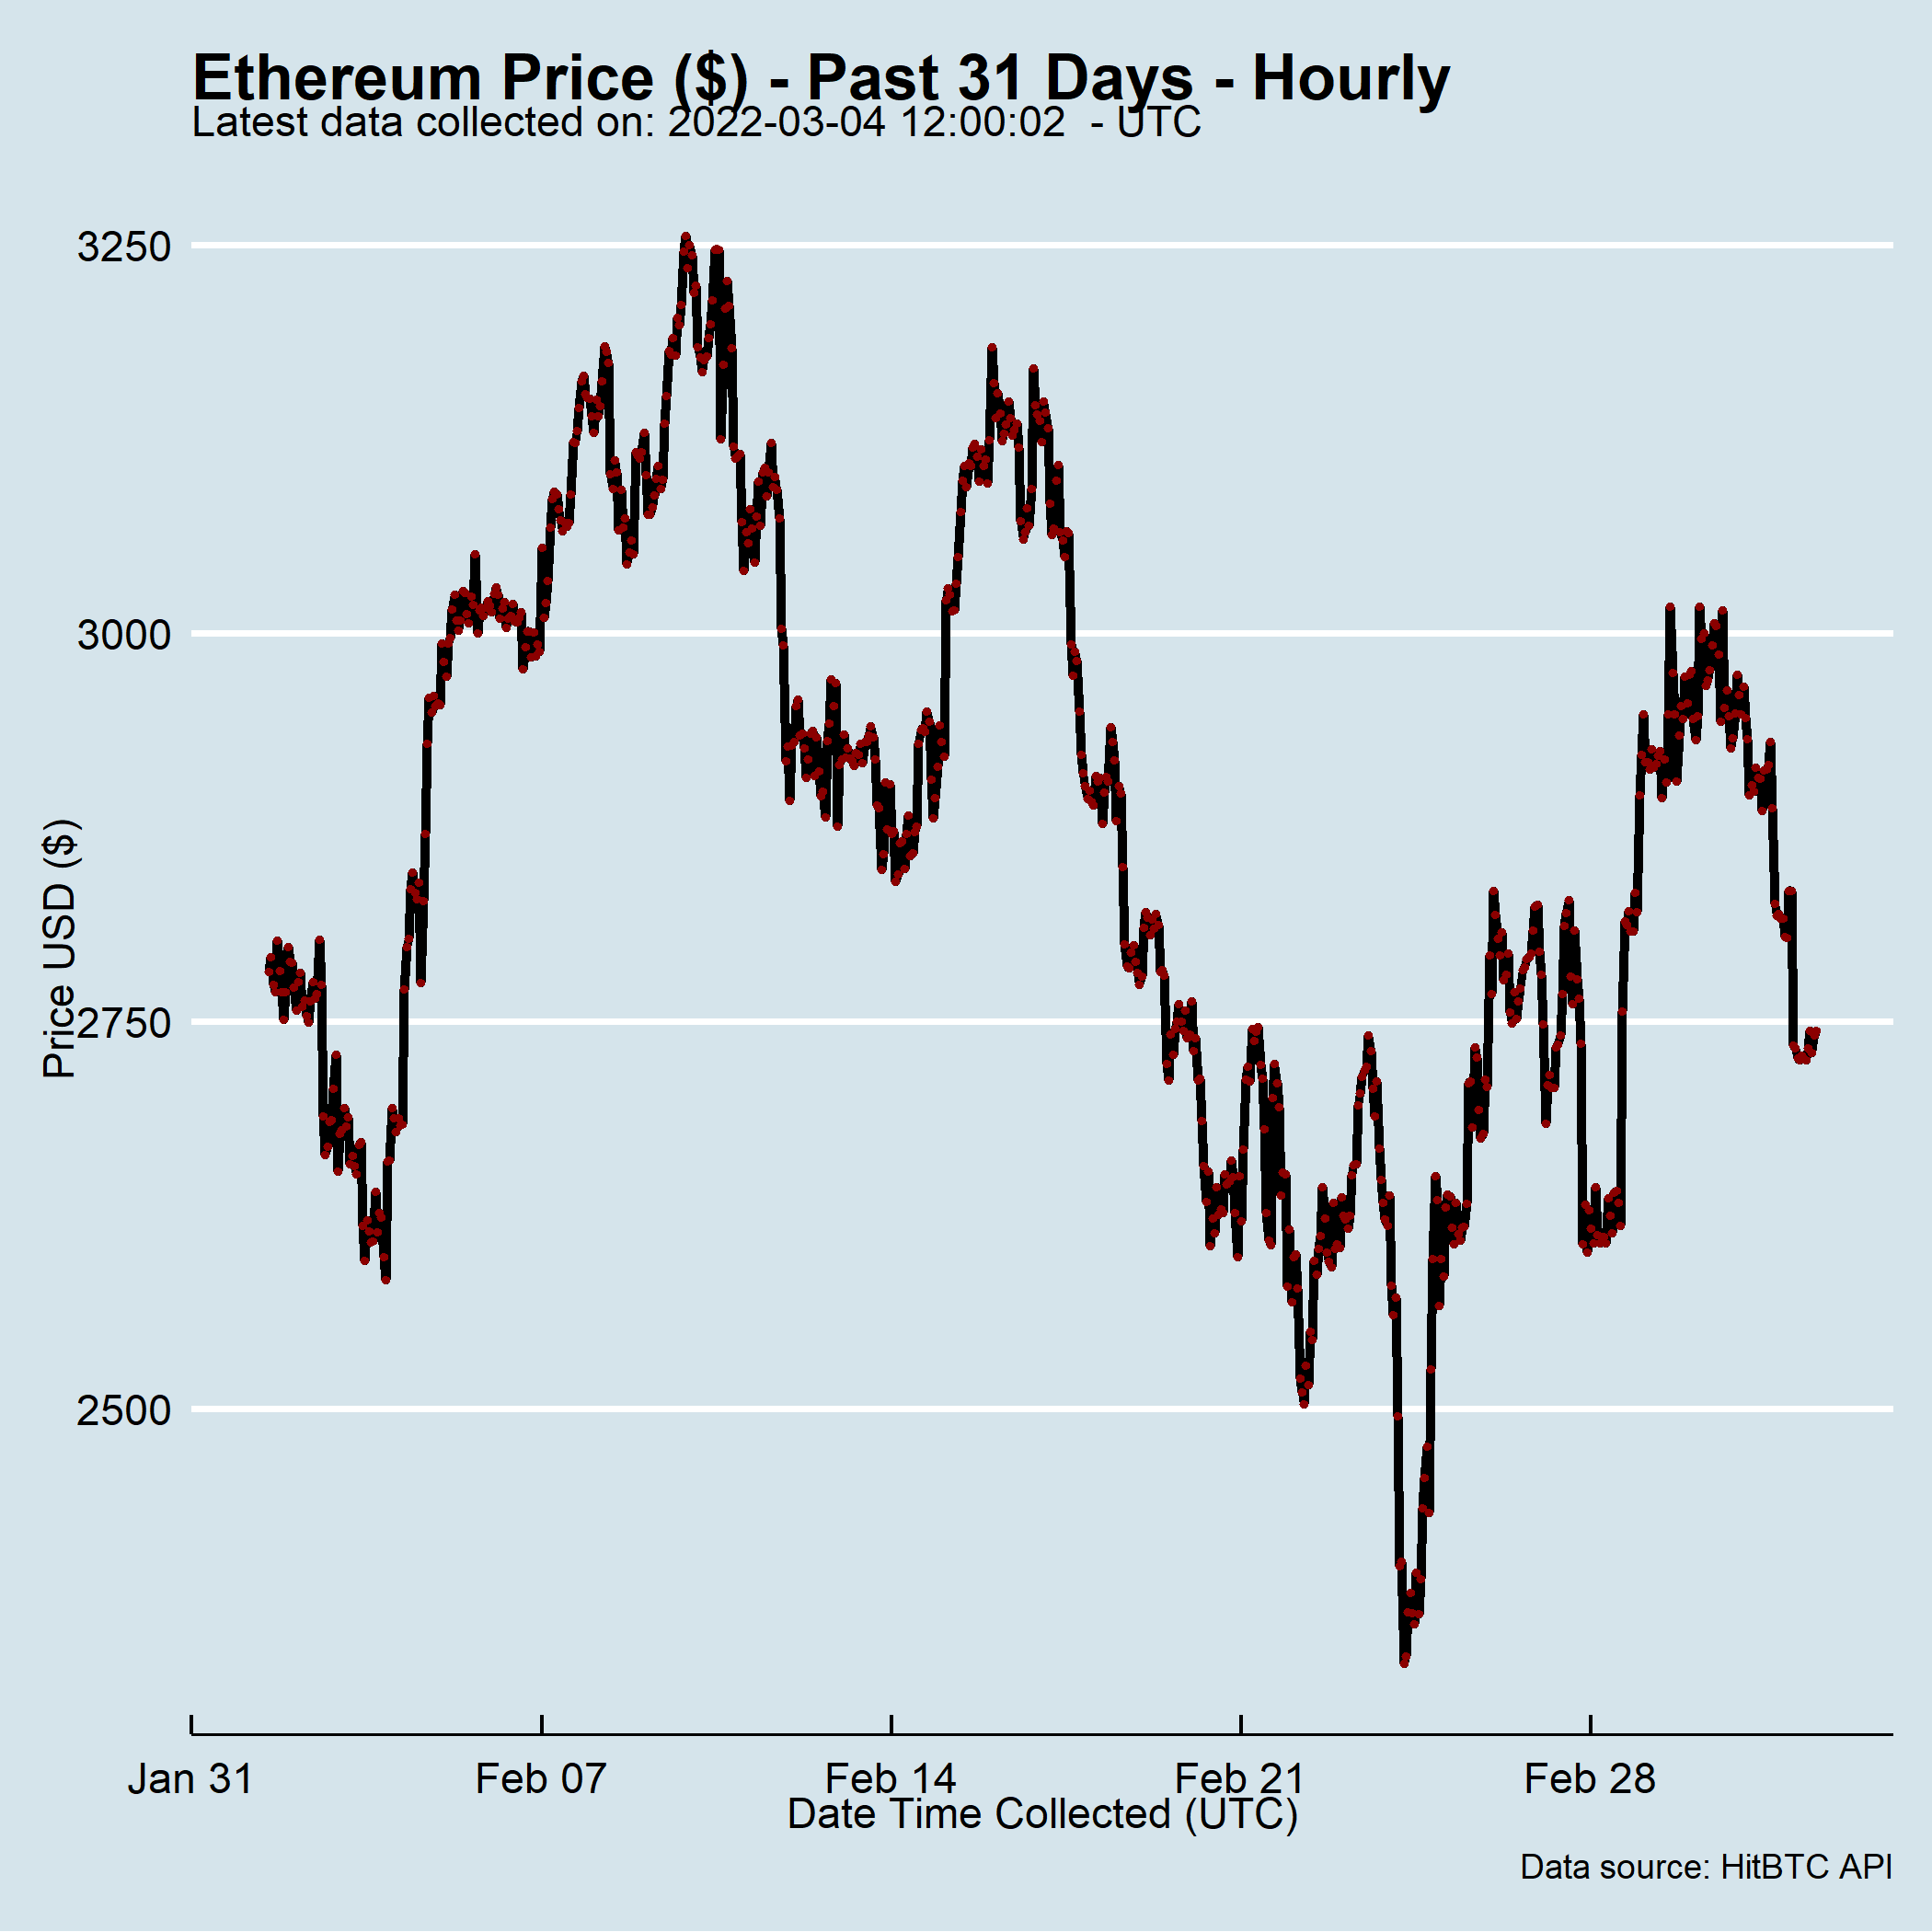 Ethereum Price ($) - Past 31 Days - Hourly
Latest data collected on: 2022-03-04 12:00:02  - UTC
3250
3000
2750
2500
Price USD ($)
Jan 31 Feb 07 Feb 14 Feb 21 Feb 28
Date Time Collected (UTC)
Data source: HitBTC API